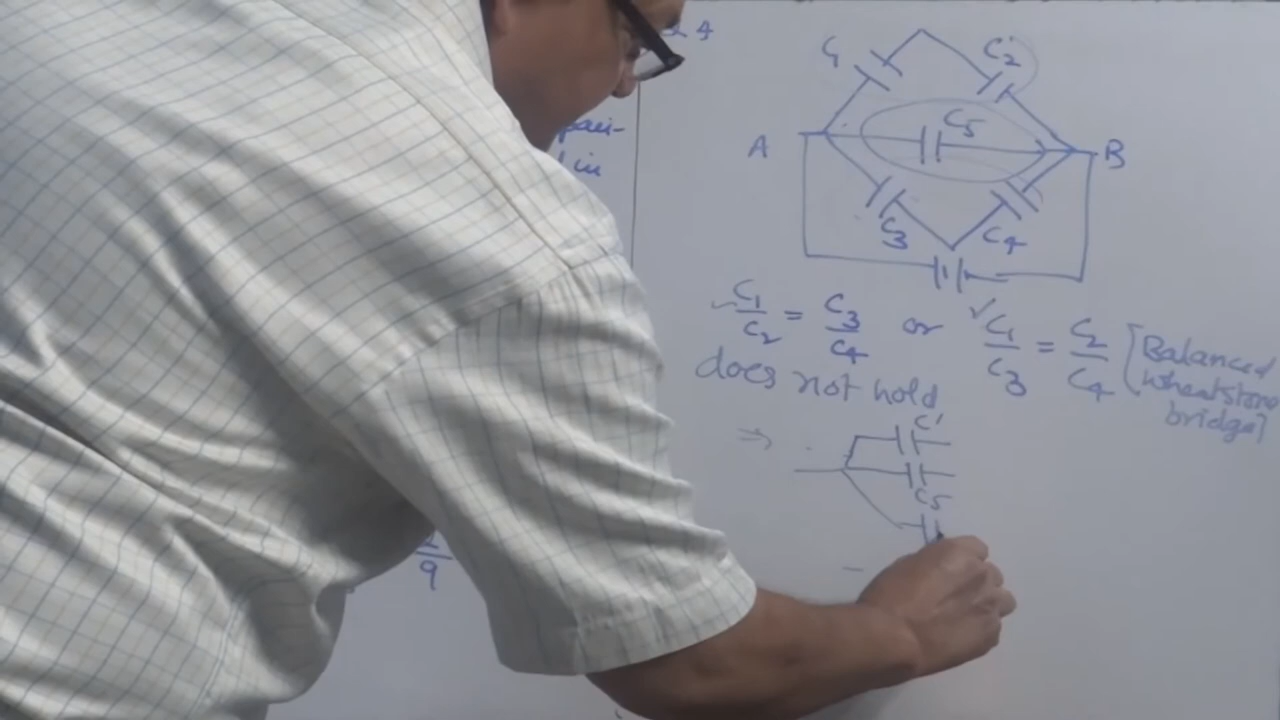 4
in
9
C1
C2'
C5
A
B
C3
C4
C1/C2 = C3/C4 or C1/C3 = C2/C4 [Balanced
wheatstone
bridge]
does not hold
⇒
C'
C5